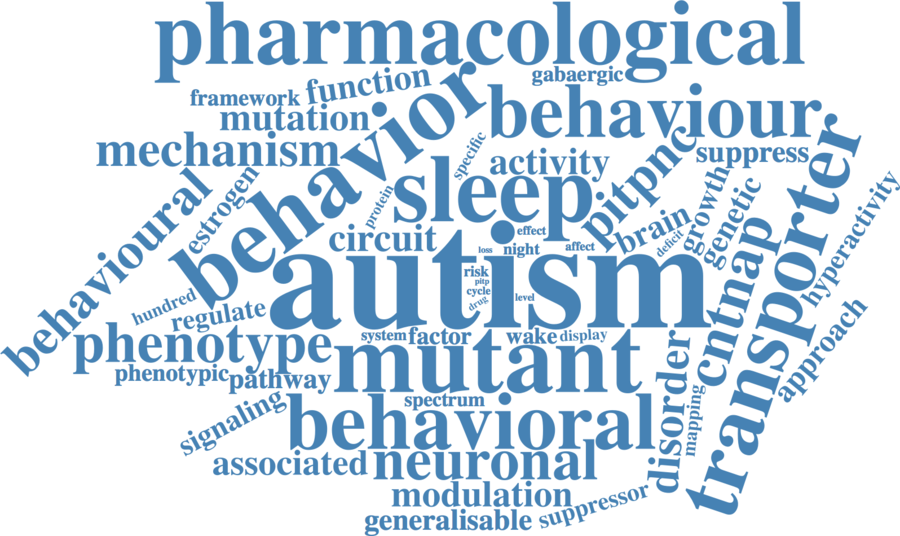 pharmacological
gabaergic
function
framework
mutation
behavior
behaviour
mechanism
specific
activity
suppress
pitpnc
transporter
sleep
estrogen
behavioural
protein
growth
genetic
hyperactivity
brain
deficit
effect
circuit
loss
night
affect
autism
cntnap
risk
pitp
cycle
drug
level
hundred
regulate
phenotype
system
factor
wake
display
approach
disorder
mutant
phenotypic
pathway
mapping
spectrum
signaling
behavioral
associated
neuronal
modulation
suppressor
generalisable